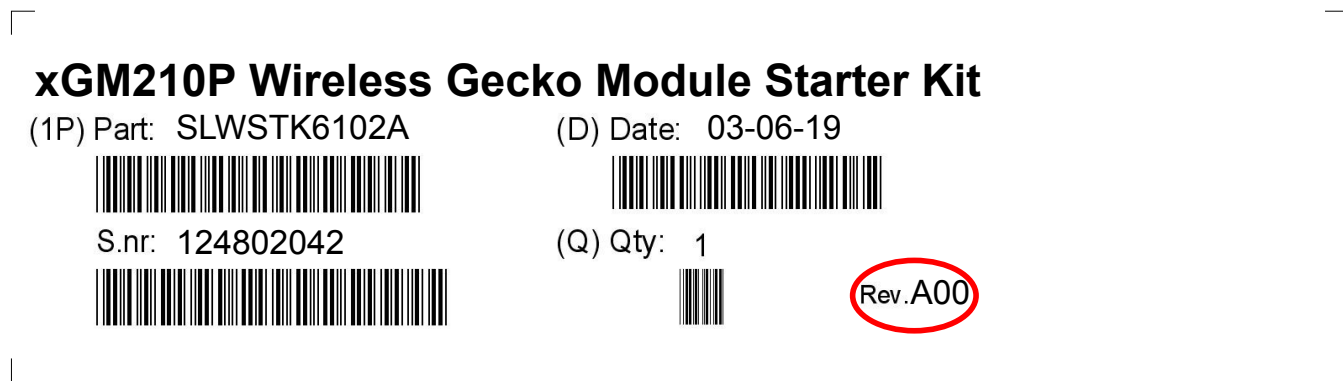 xGM210P Wireless Gecko Module Starter Kit
(1P) Part: SLWSTK6102A (D) Date: 03-06-19
S.nr: 124802042 (Q) Qty: 1
Rev.A00